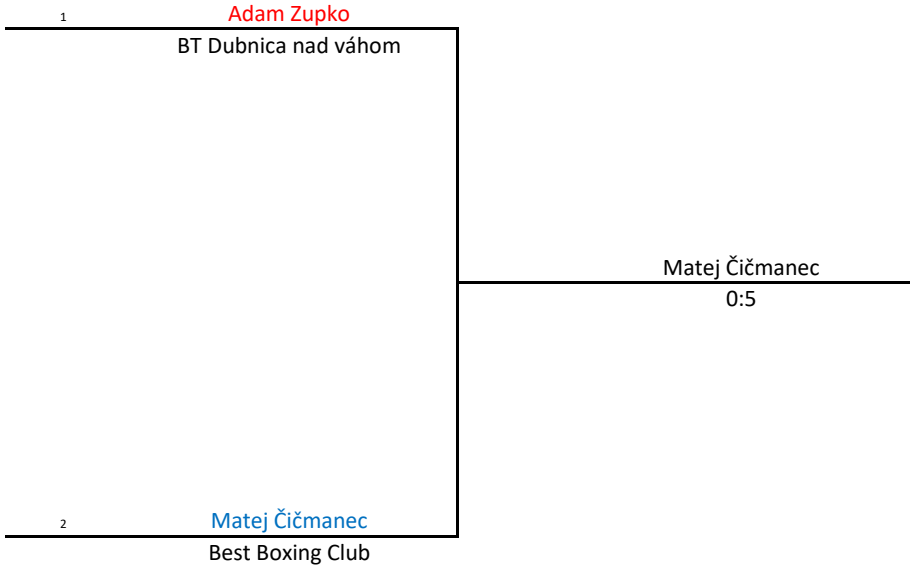 1 Adam Zupko
BT Dubnica nad váhom
Matej Čičmanec
0:5
2 Matej Čičmanec
Best Boxing Club